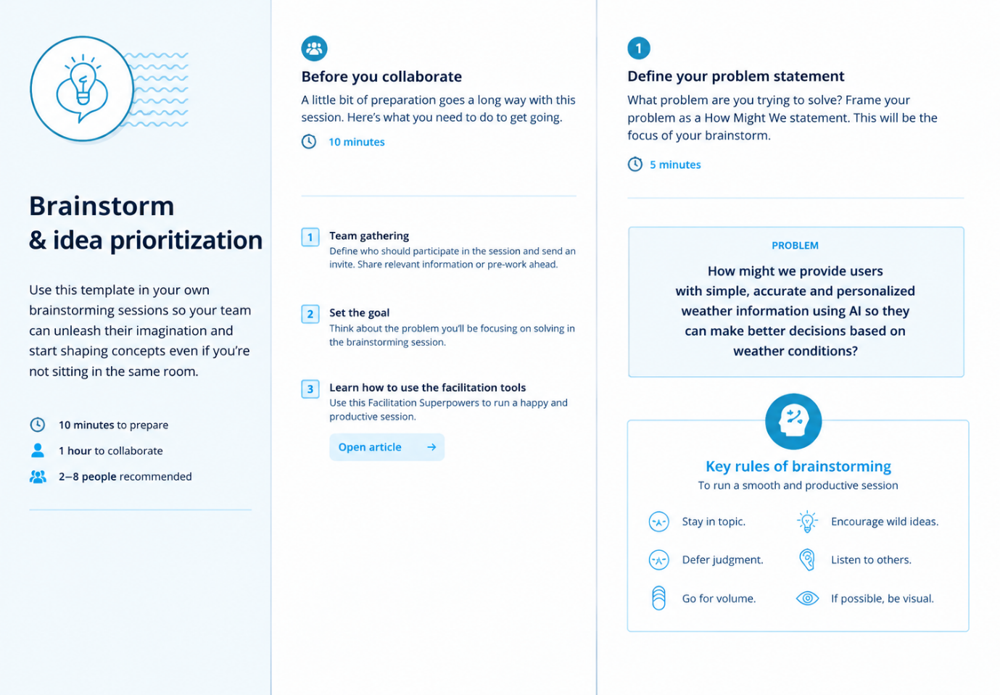 Brainstorm
& idea prioritization
Use this template in your own
brainstorming sessions so your team
can unleash their imagination and
start shaping concepts even if you're
not sitting in the same room.
10 minutes to prepare
1 hour to collaborate
2–8 people recommended
Before you collaborate
A little bit of preparation goes a long way with this
session. Here's what you need to do to get going.
10 minutes
1 Team gathering
Define who should participate in the session and send an
invite. Share relevant information or pre-work ahead.
2 Set the goal
Think about the problem you'll be focusing on solving in
the brainstorming session.
3 Learn how to use the facilitation tools
Use this Facilitation Superpowers to run a happy and
productive session.
Open article →
1
Define your problem statement
What problem are you trying to solve? Frame your
problem as a How Might We statement. This will be the
focus of your brainstorm.
5 minutes
PROBLEM
How might we provide users
with simple, accurate and personalized
weather information using AI so they
can make better decisions based on
weather conditions?
Key rules of brainstorming
To run a smooth and productive session
Stay in topic.
Encourage wild ideas.
Defer judgment.
Listen to others.
Go for volume.
If possible, be visual.